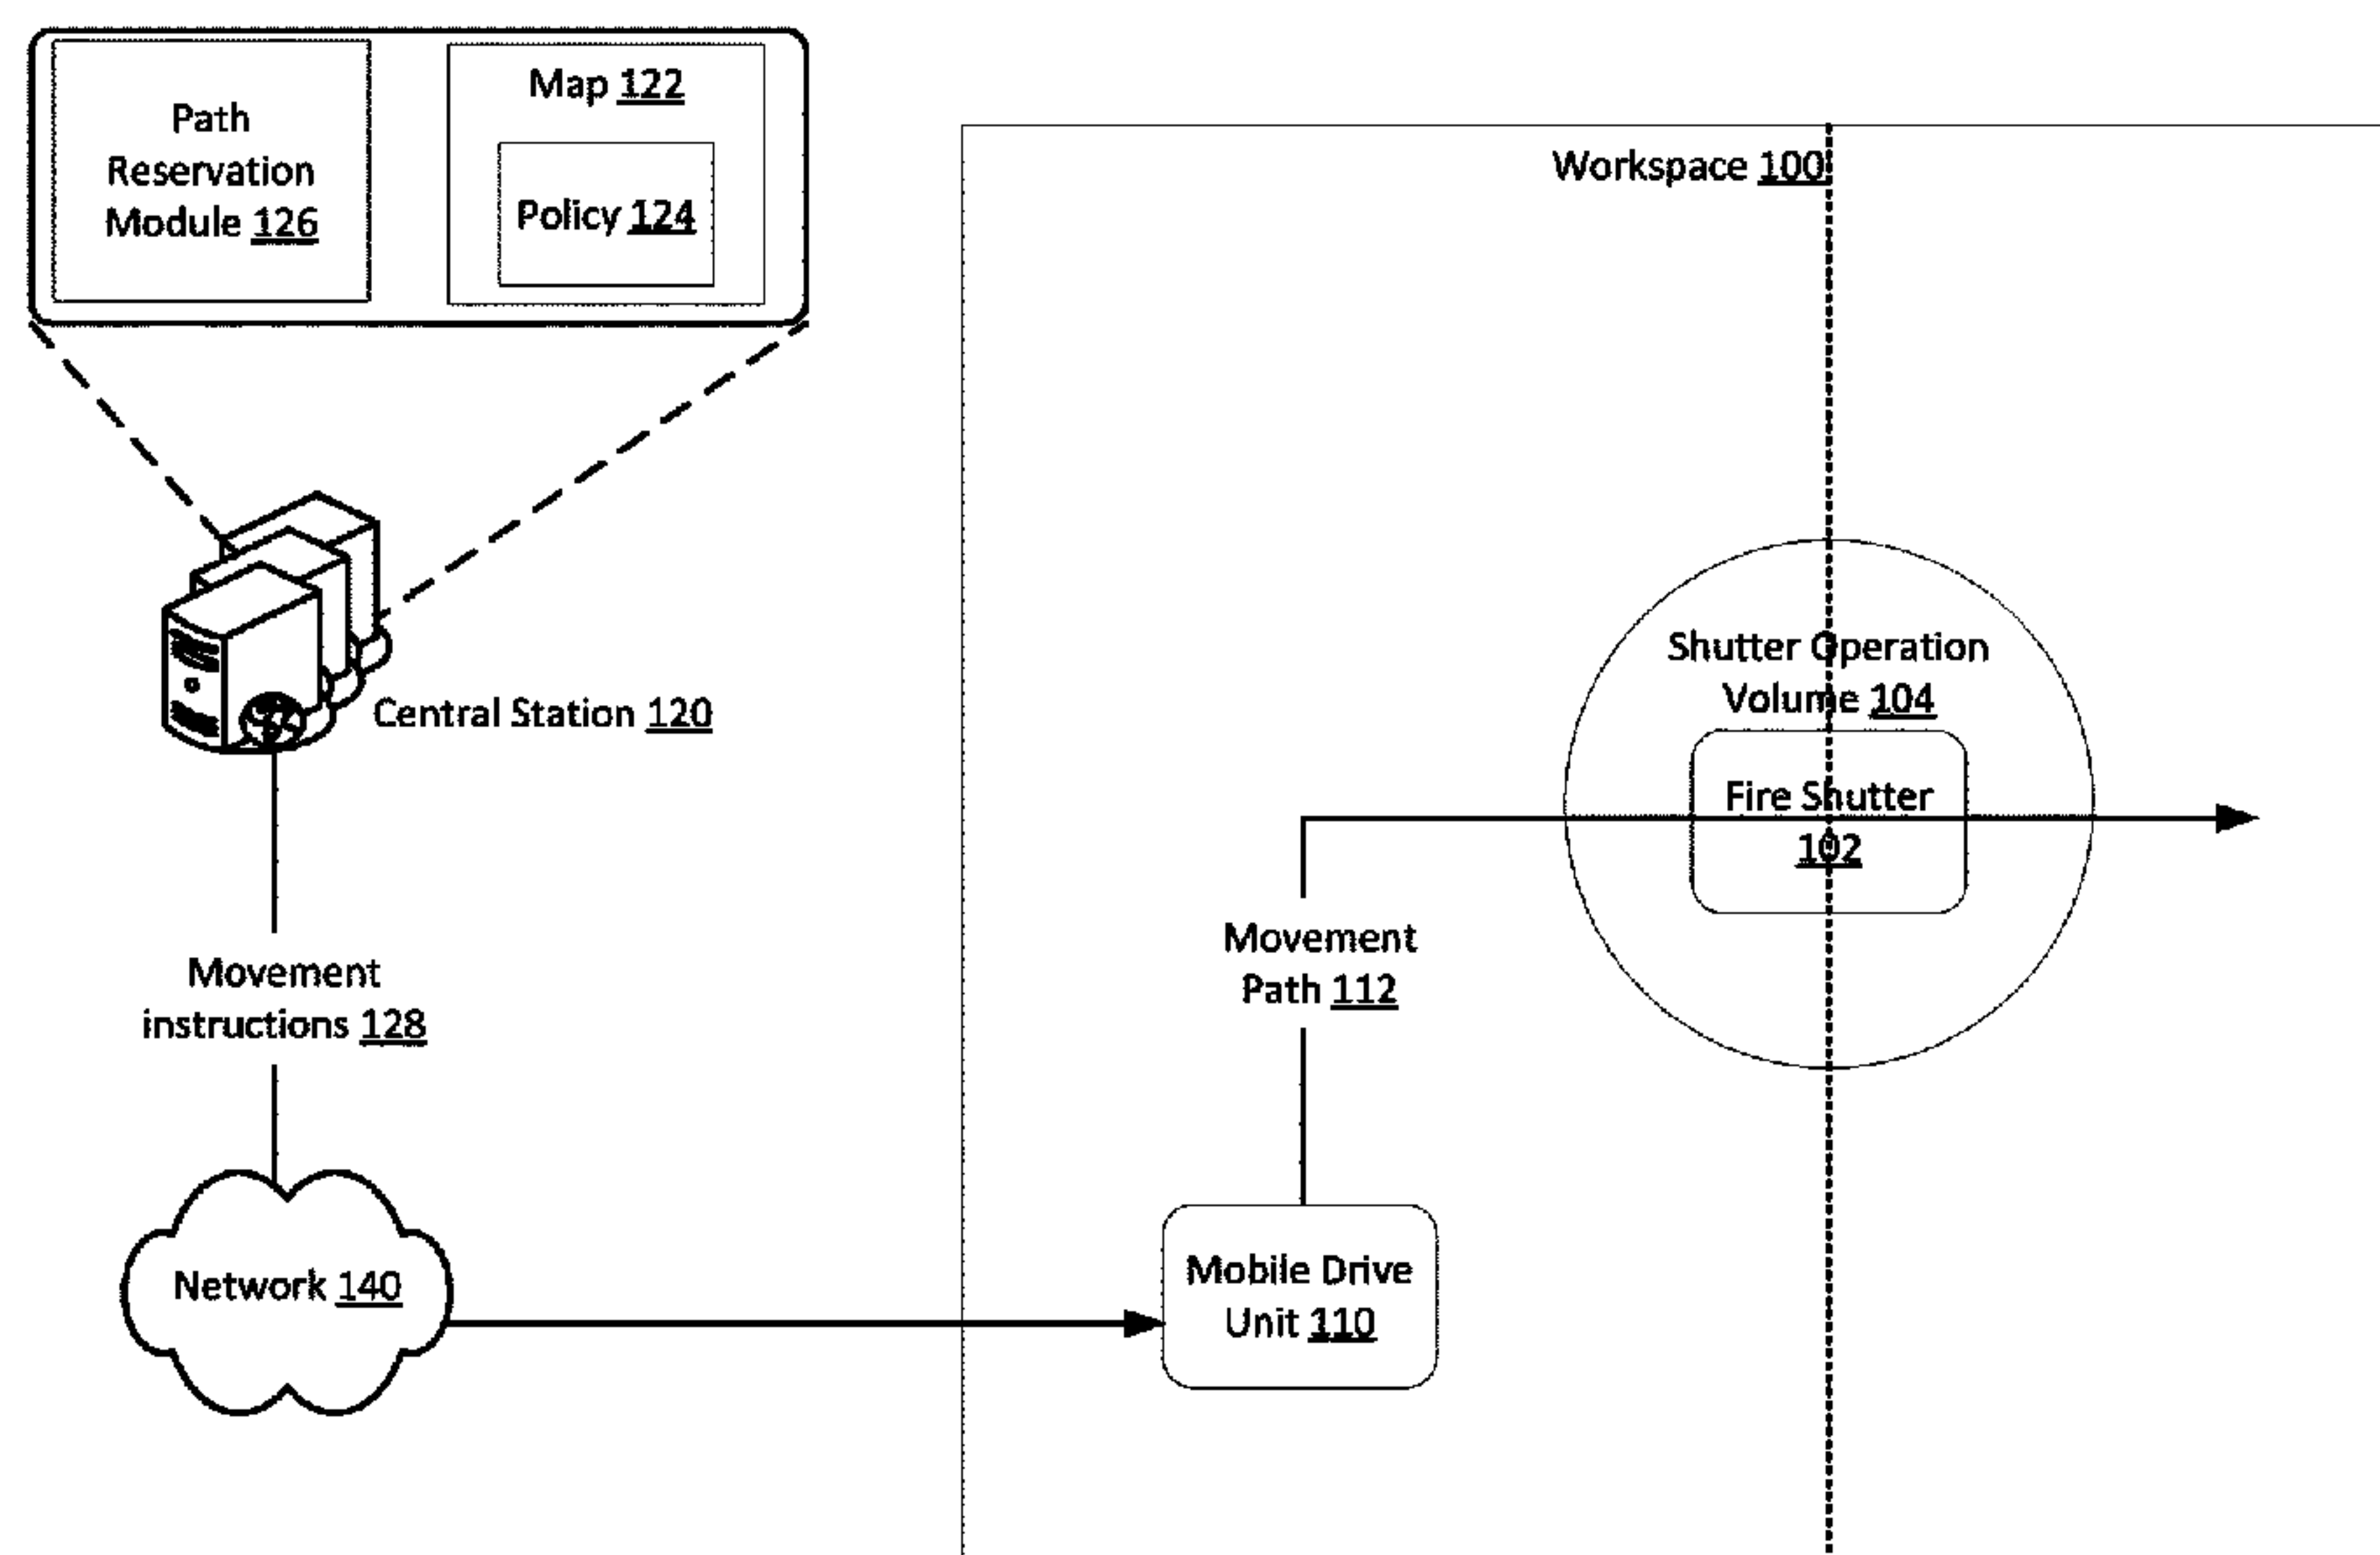 Path
Reservation
Module 126
Map 122
Policy 124
Workspace 100
Shutter Operation
Volume 104
Fire Shutter
102
Central Station 120
Movement
Path 112
Movement
instructions 128
Network 140
Mobile Drive
Unit 110